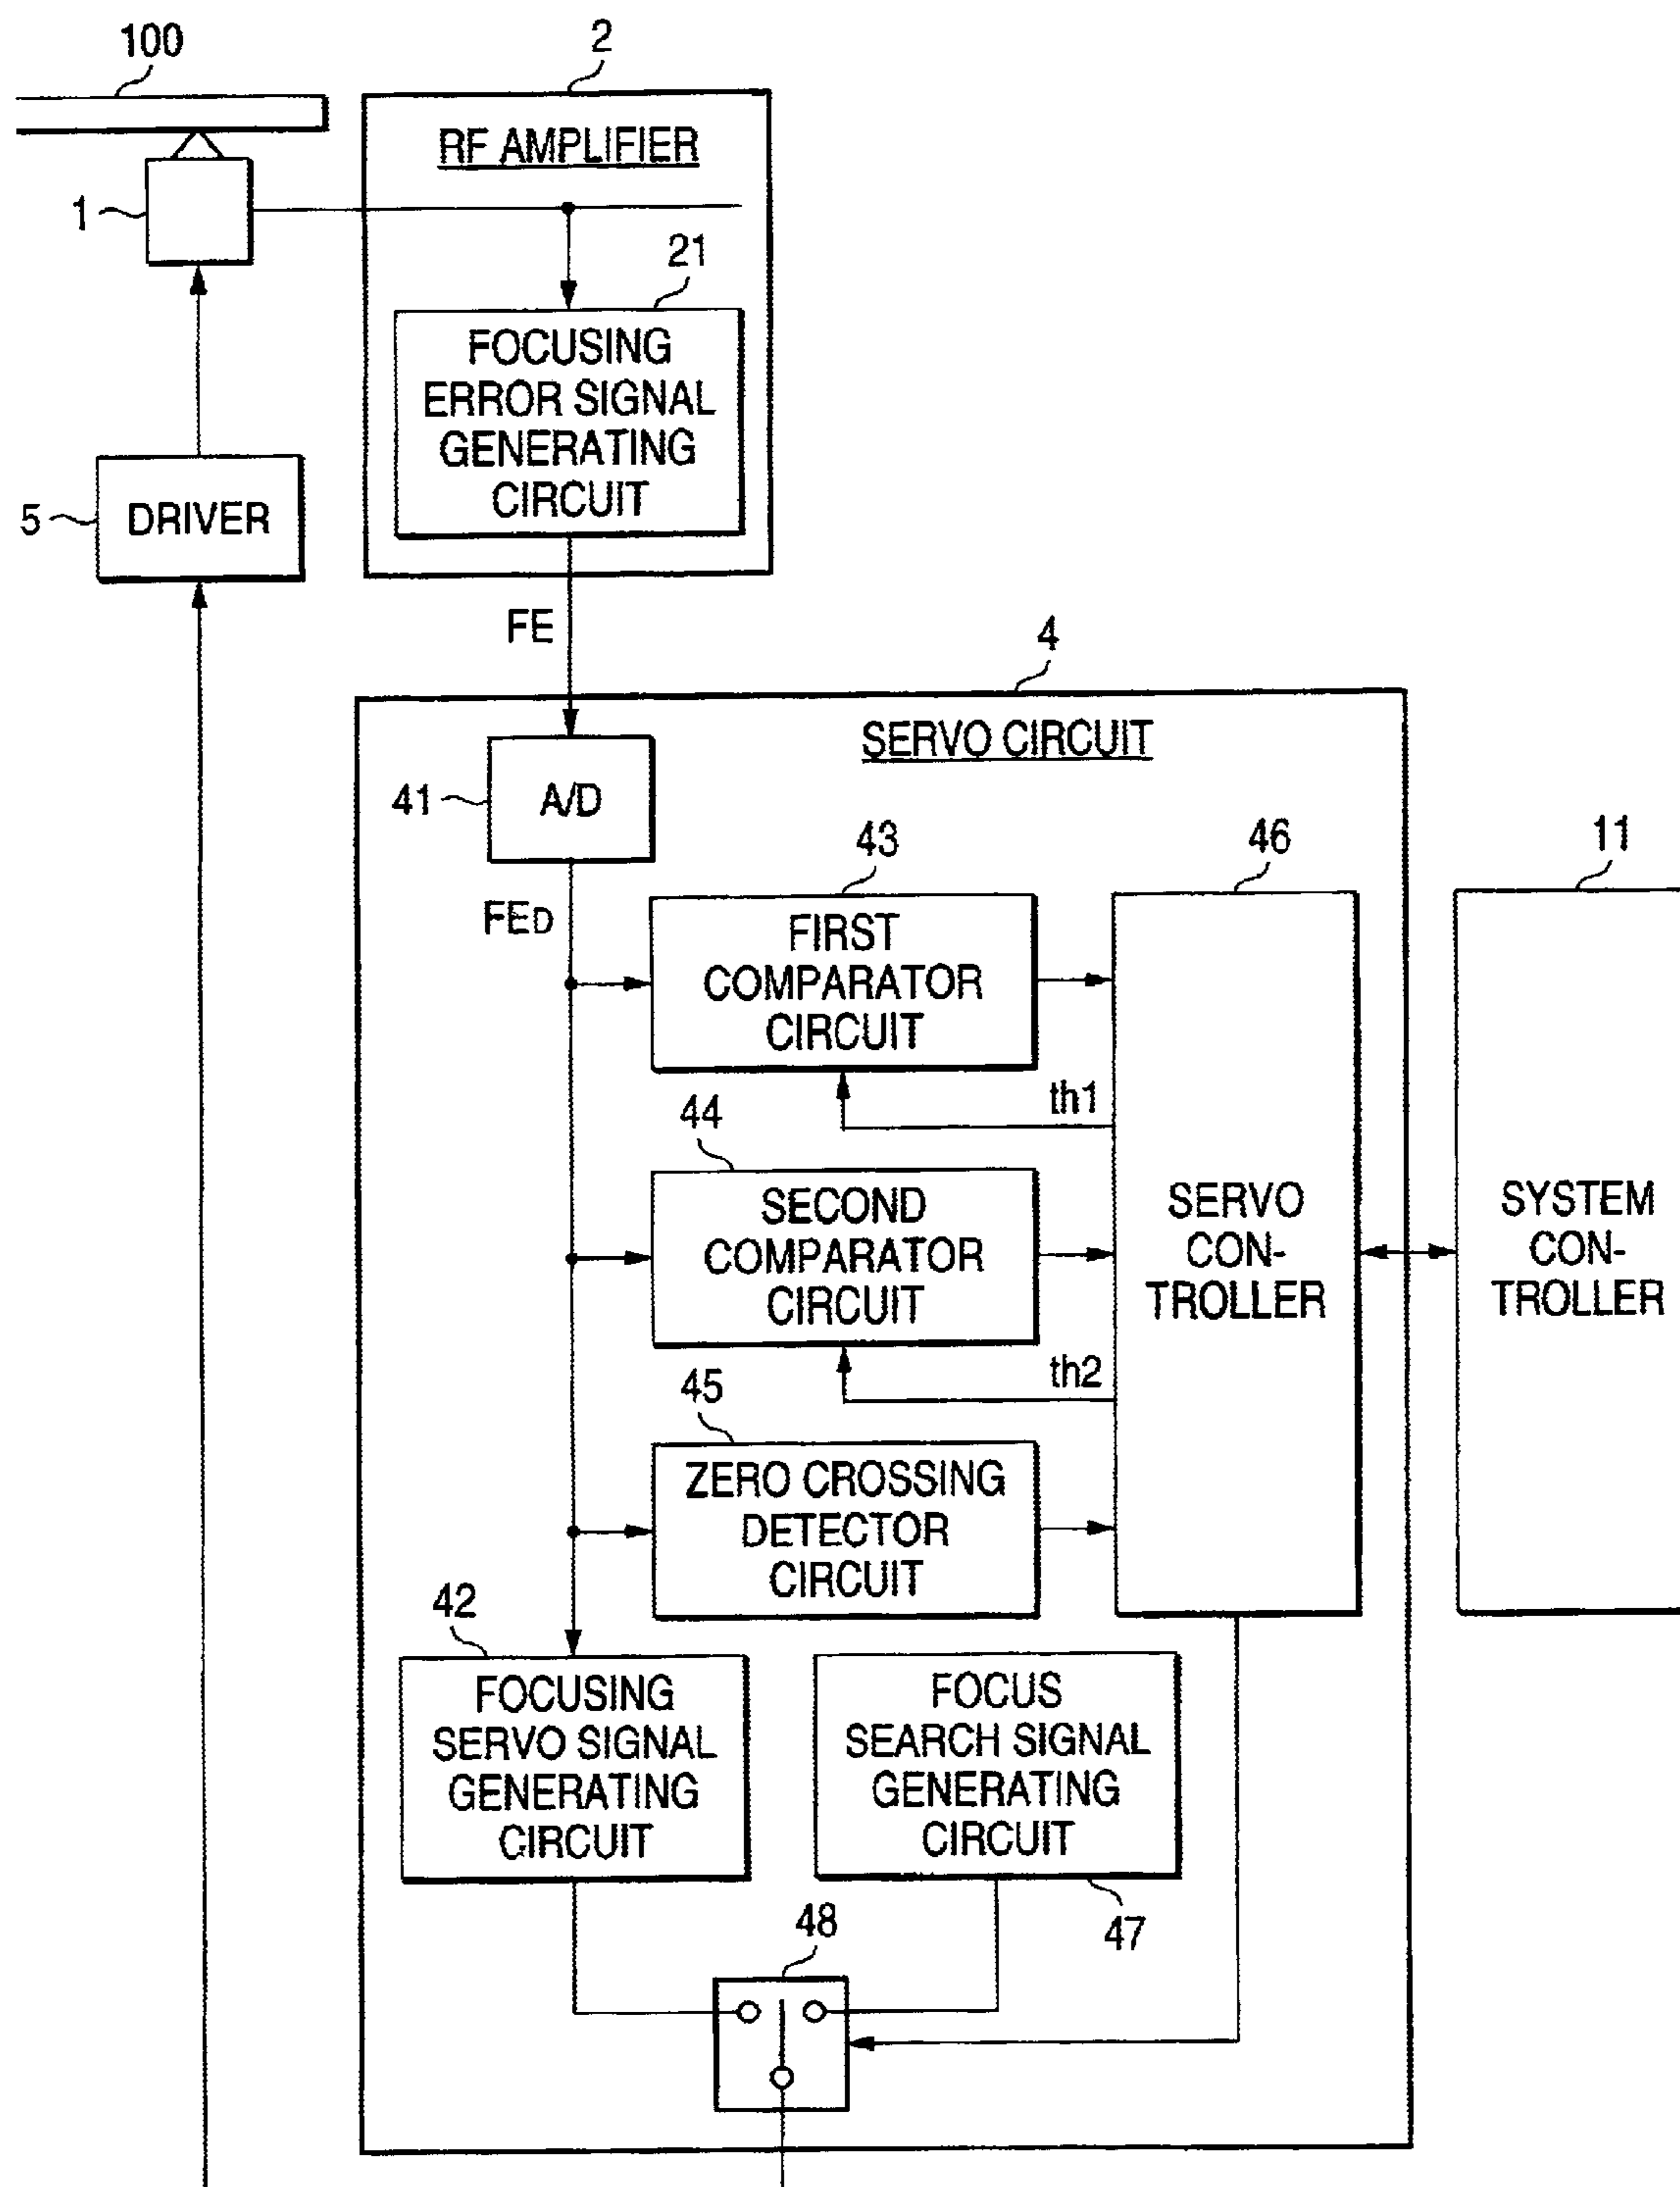 100
2
RF AMPLIFIER
1
21
FOCUSING
ERROR SIGNAL
GENERATING
CIRCUIT
5
DRIVER
FE
4
SERVO CIRCUIT
41
A/D
FED
43
FIRST
COMPARATOR
CIRCUIT
46
11
th1
44
SECOND
COMPARATOR
CIRCUIT
SERVO
CON-
TROLLER
SYSTEM
CON-
TROLLER
th2
45
ZERO CROSSING
DETECTOR
CIRCUIT
42
FOCUSING
SERVO SIGNAL
GENERATING
CIRCUIT
FOCUS
SEARCH SIGNAL
GENERATING
CIRCUIT
47
48